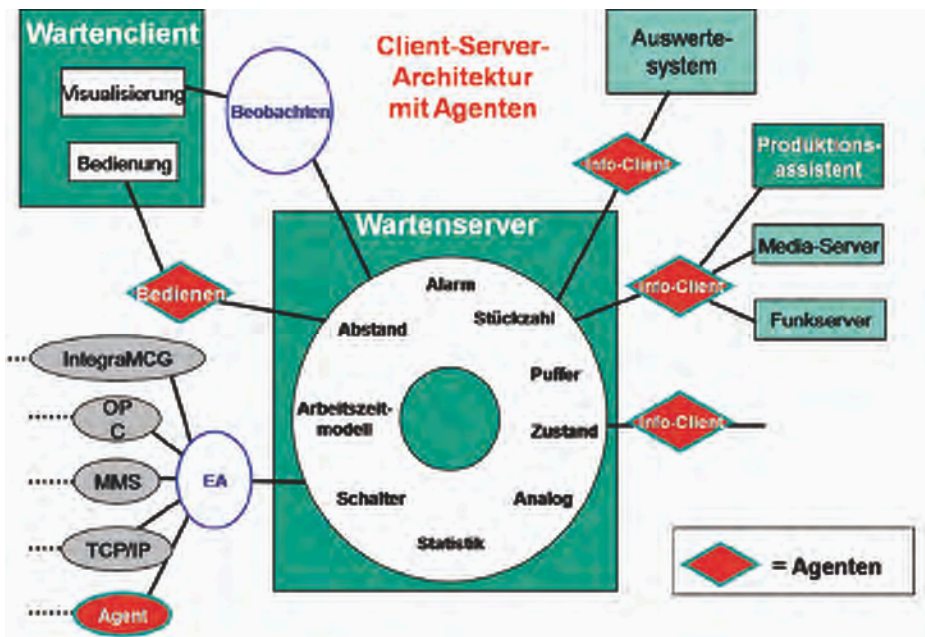 Wartenclient
Visualisierung
Bedienung
Beobachten
Client-Server-
Architektur
mit Agenten
Auswerte-
system
Info-Client
Produktions-
assistent
Media-Server
Info-Client
Funkserver
Bedienen
Wartenserver
Alarm
Stückzahl
Abstand
Puffer
Arbeitszeit-
modell
Zustand
Info-Client
Schalter
Analog
Statistik
IntegraMCG
OP
C
MMS
EA
TCP/IP
Agent
= Agenten